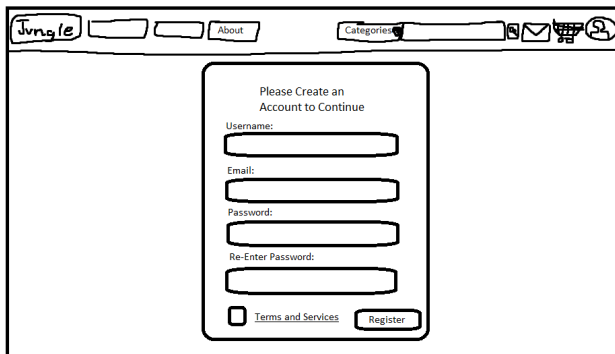 Jungle
About
Categories
Please Create an
Account to Continue
Username:
Email:
Password:
Re-Enter Password:
Terms and Services
Register